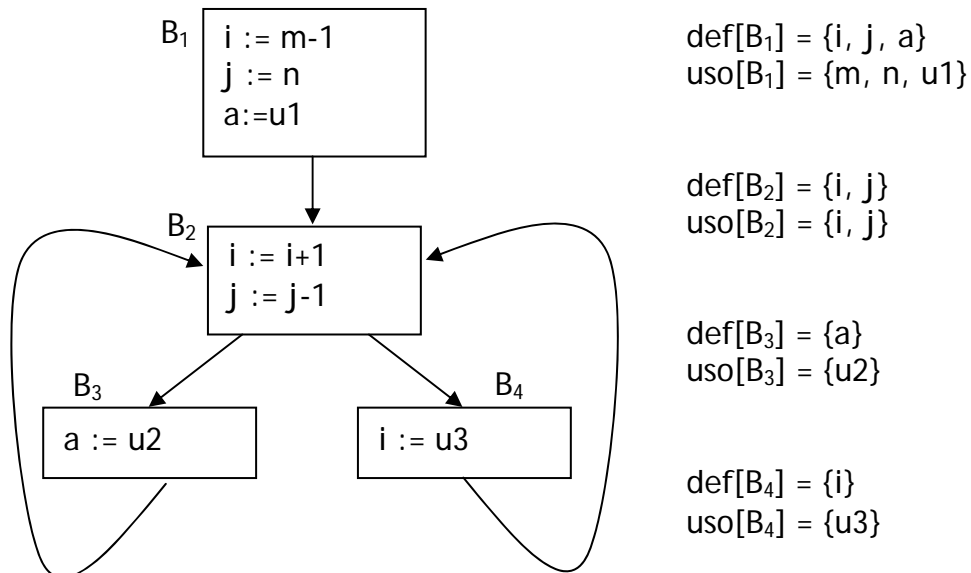 B₁
i := m-1
j := n
a:=u1
def[B₁] = {i, j, a}
uso[B₁] = {m, n, u1}
B₂
i := i+1
j := j-1
def[B₂] = {i, j}
uso[B₂] = {i, j}
B₃
a := u2
B₄
i := u3
def[B₃] = {a}
uso[B₃] = {u2}
def[B₄] = {i}
uso[B₄] = {u3}